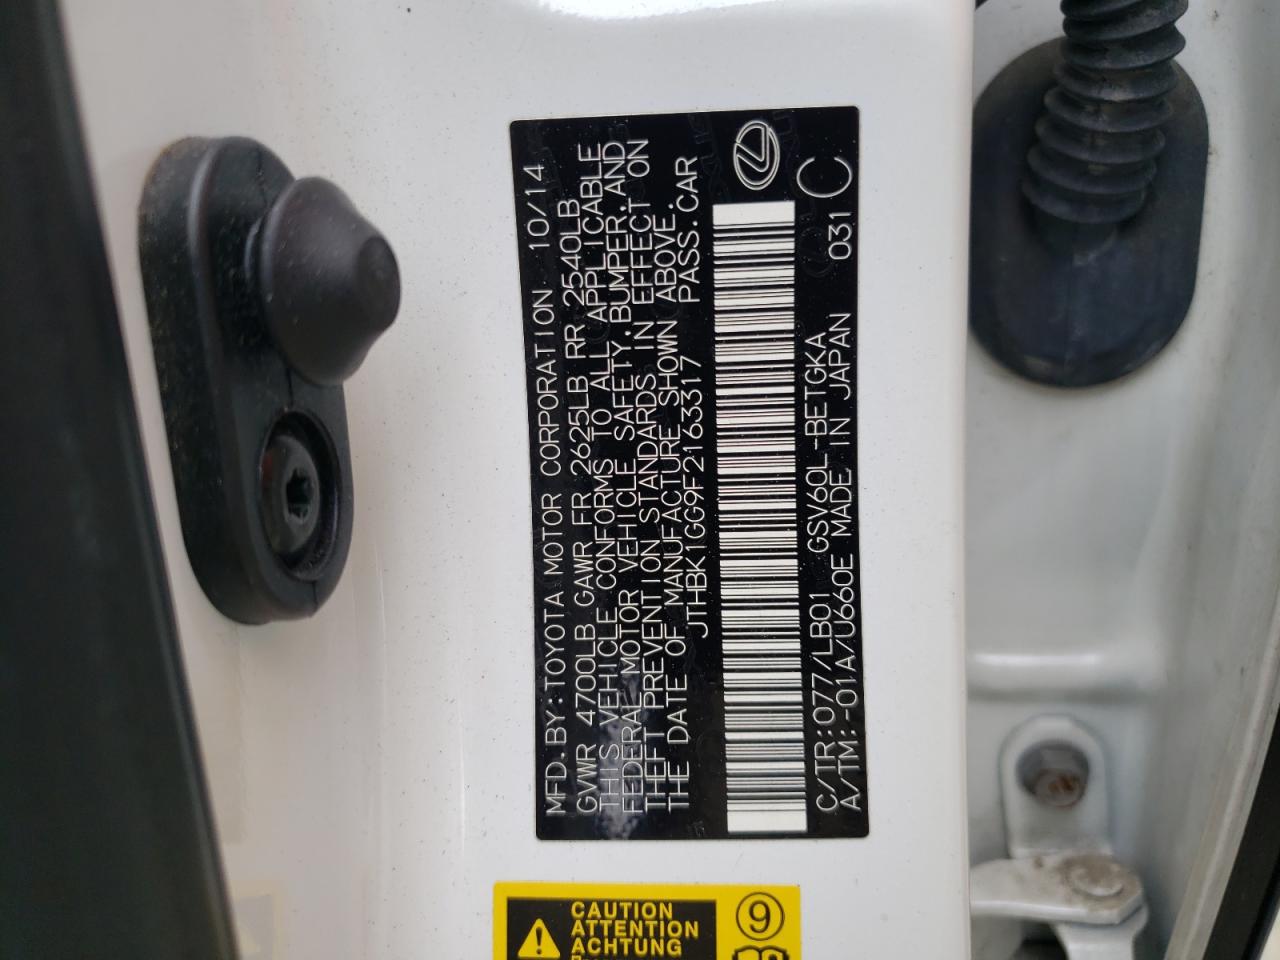 MFD.BY:TOYOTA MOTOR CORPORATION 10/14
GVWR 4700LB GAWR FR 2625LB RR 2540LB
THIS VEHICLE CONFORMS TO ALL APPLICABLE
FEDERAL MOTOR VEHICLE SAFETY,BUMPER,AND
THEFT PREVENTION STANDARDS IN EFFECT ON
THE DATE OF MANUFACTURE SHOWN ABOVE.
JTHBK1GG9F2163317 PASS.CAR
C/TR:077/LB01 GSV60L-BETGKA 031 C
A/TM:-01A/U660E MADE IN JAPAN
CAUTION
ATTENTION
ACHTUNG
9